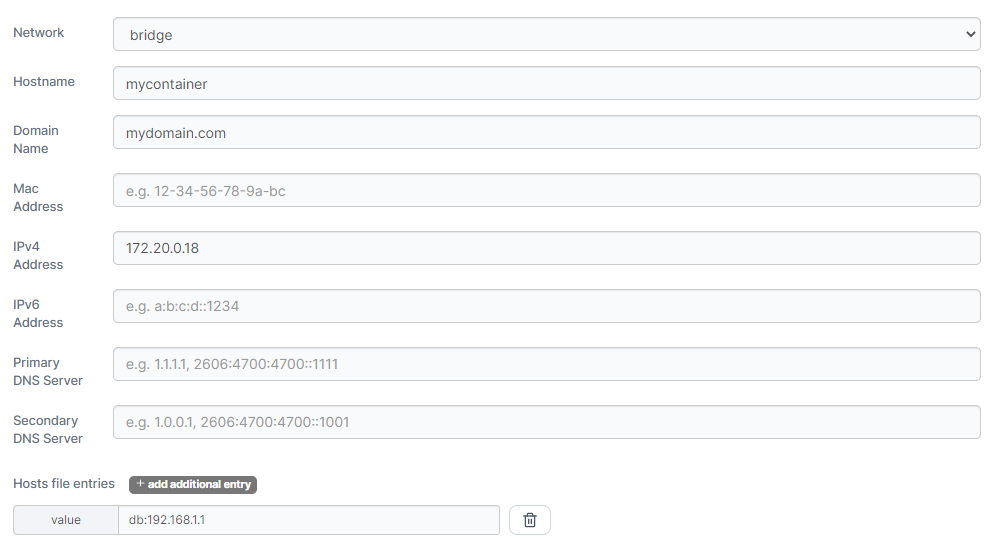 Network
bridge
Hostname
mycontainer
Domain
Name
mydomain.com
Mac
Address
e.g. 12-34-56-78-9a-bc
IPv4
Address
172.20.0.18
IPv6
Address
e.g. a:b:c:d::1234
Primary
DNS Server
e.g. 1.1.1.1, 2606:4700:4700::1111
Secondary
DNS Server
e.g. 1.0.0.1, 2606:4700:4700::1001
Hosts file entries
+ add additional entry
value
db:192.168.1.1